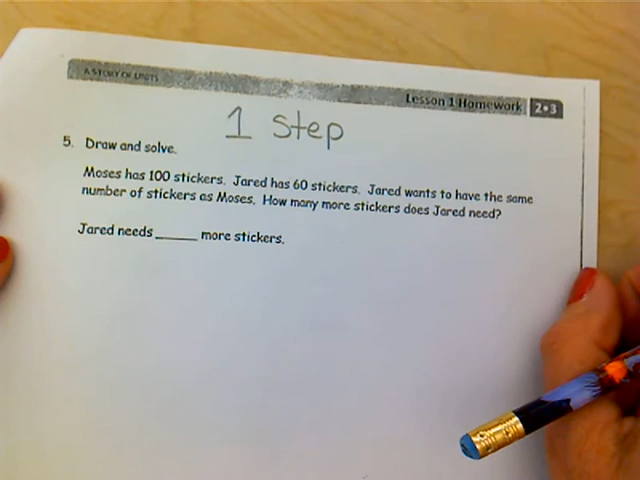 A STORY OF UNITS
Lesson 1 Homework 2•3
1 step
5. Draw and solve.
Moses has 100 stickers. Jared has 60 stickers. Jared wants to have the same
number of stickers as Moses. How many more stickers does Jared need?
Jared needs ______ more stickers.